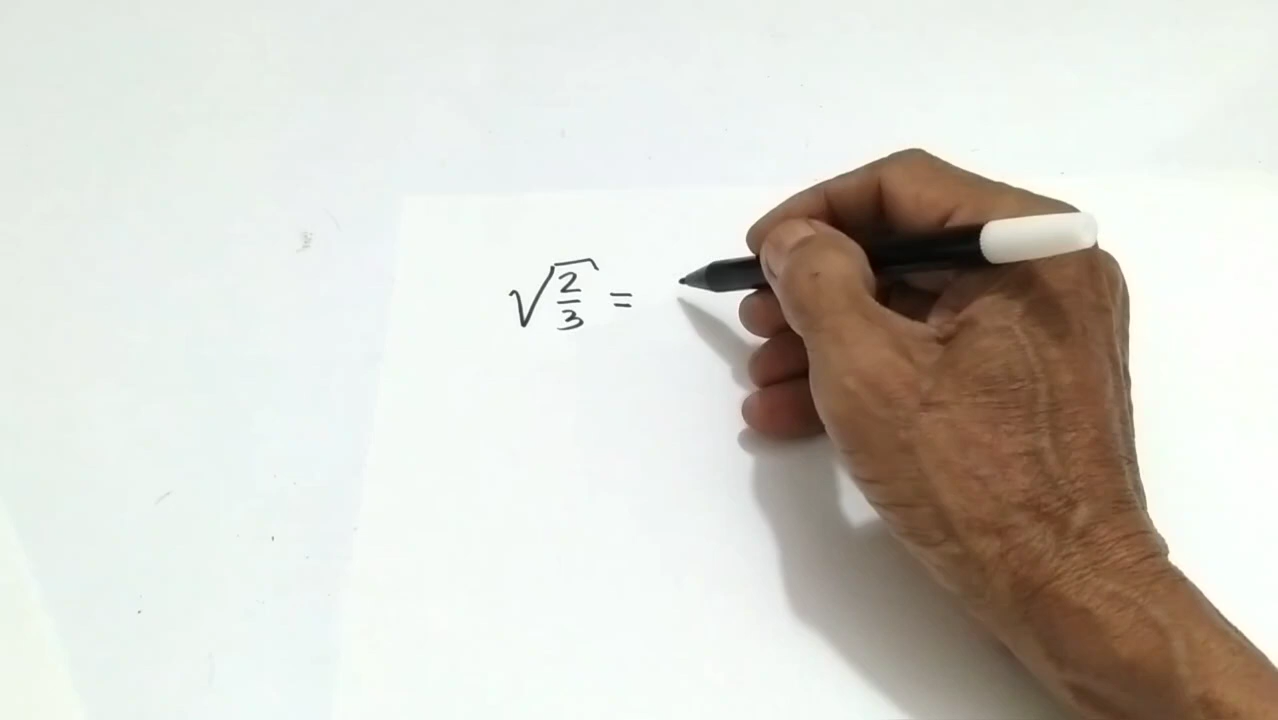 √(2/3) =